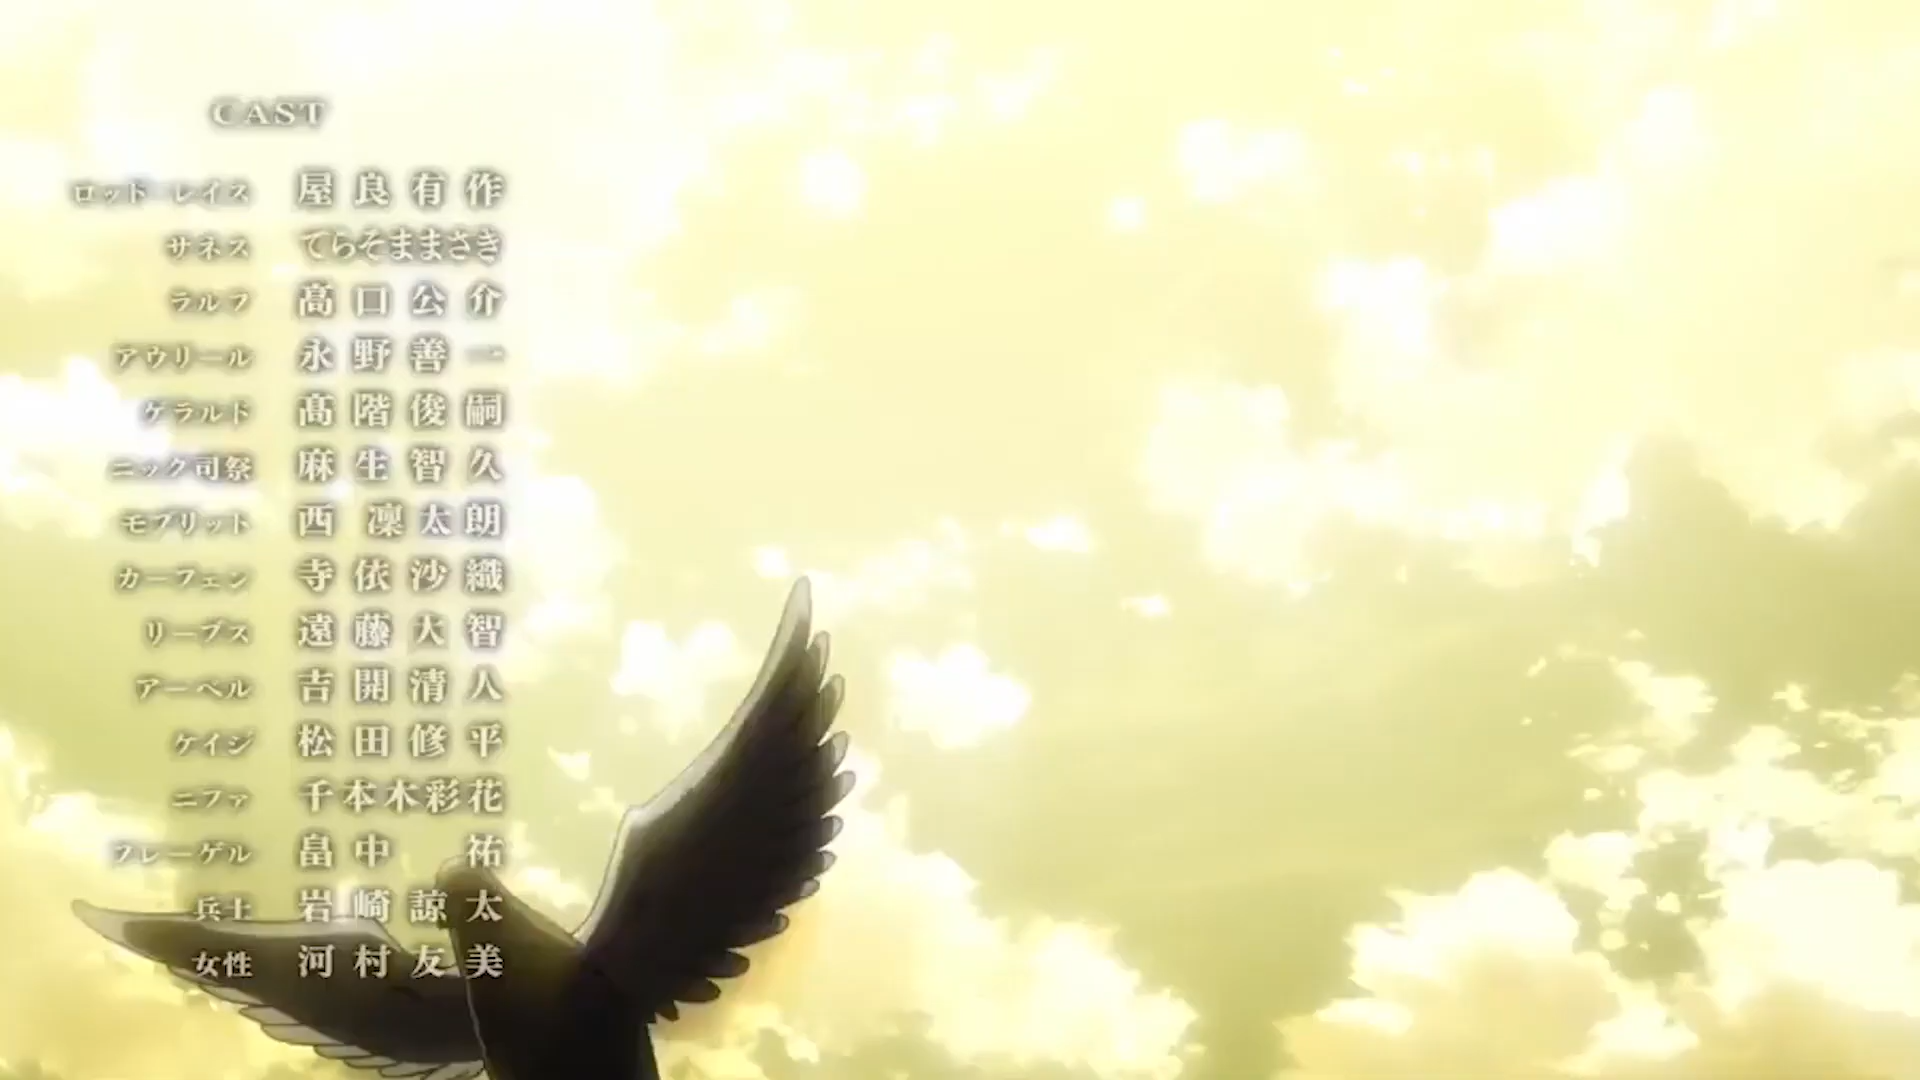 CAST
ロッド・レイス 屋良有作
サネス てらそままさき
ラルフ 高口公介
アウリール 永野善一
ゲラルド 髙階俊嗣
ニック司祭 麻生智久
モブリット 西凜太朗
カーフェン 寺依沙織
リーブス 遠藤大智
アーベル 吉開清人
ケイジ 松田修平
ニファ 千本木彩花
フレーゲル 畠中祐
兵士 岩崎諒太
女性 河村友美